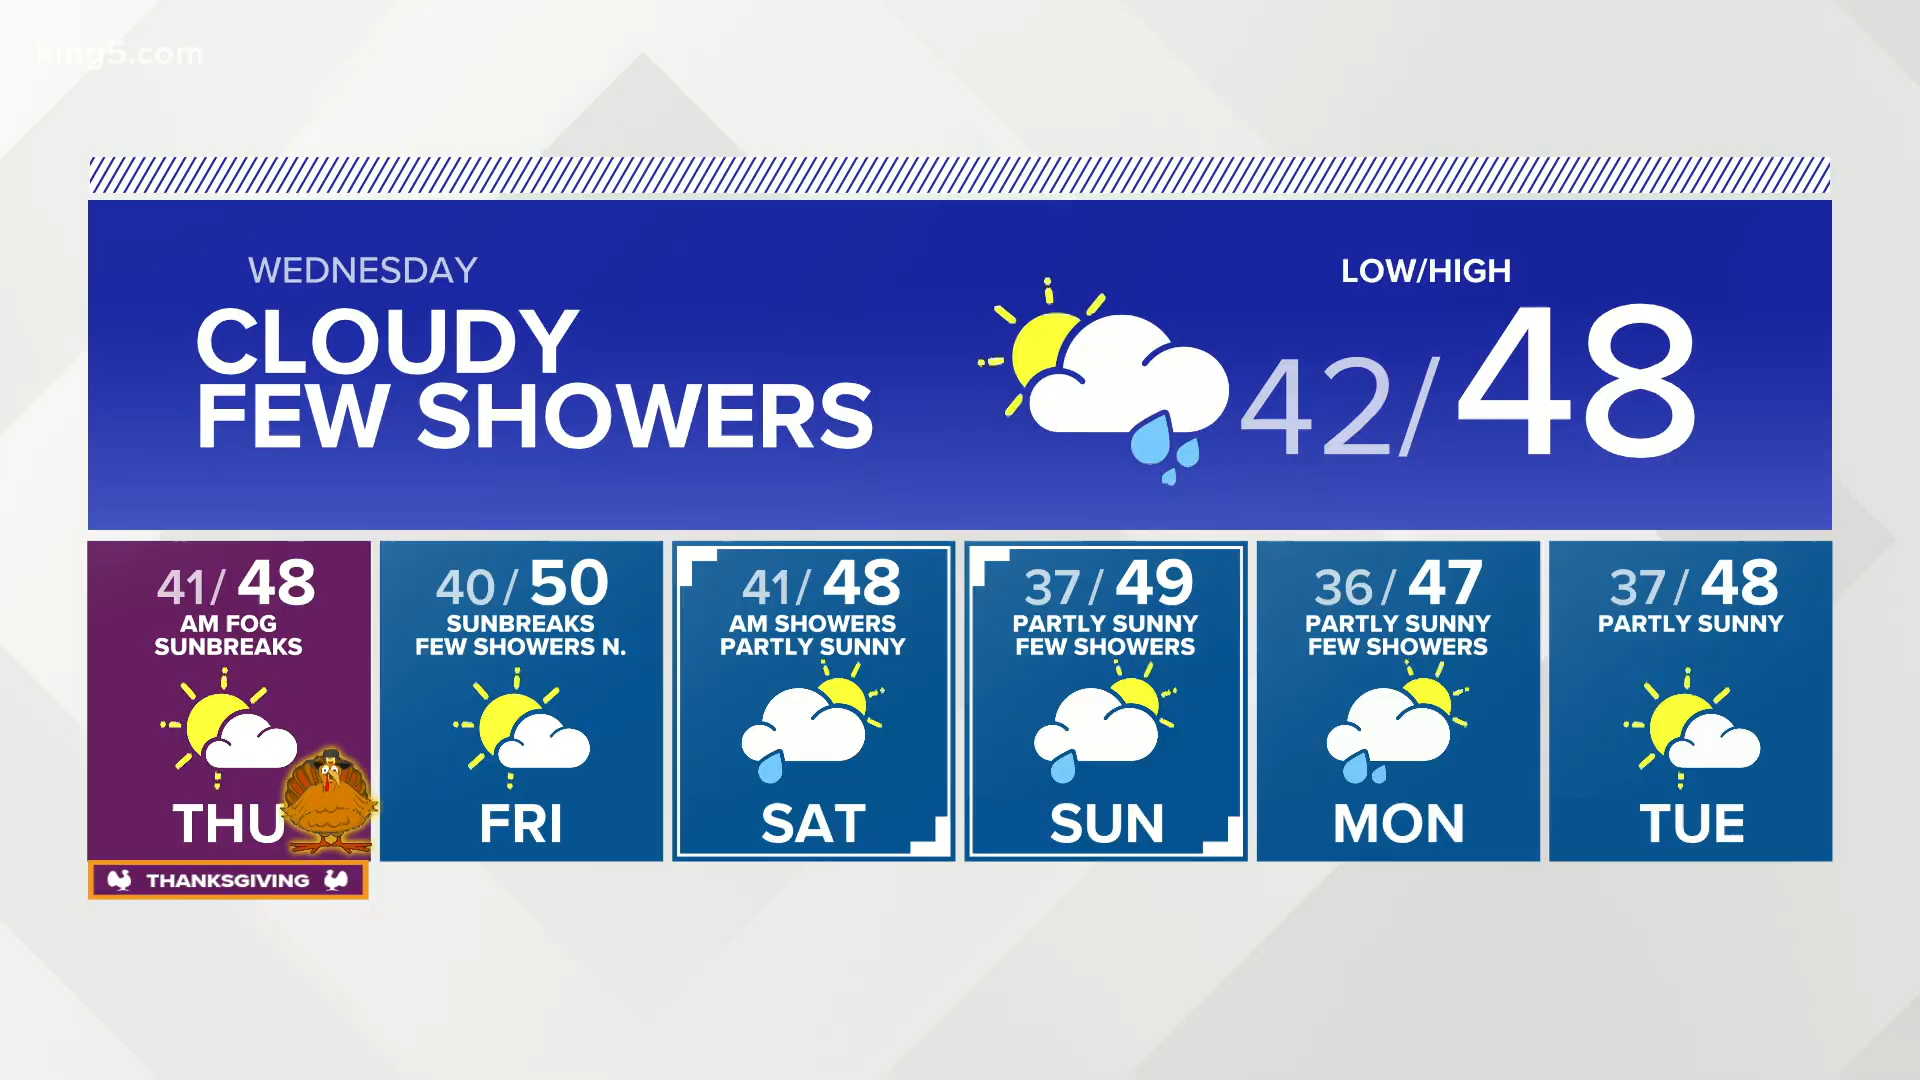 king5.com
WEDNESDAY
CLOUDY
FEW SHOWERS
LOW/HIGH
42/48
41/48
AM FOG
SUNBREAKS
THU
THANKSGIVING
40/50
SUNBREAKS
FEW SHOWERS N.
FRI
41/48
AM SHOWERS
PARTLY SUNNY
SAT
37/49
PARTLY SUNNY
FEW SHOWERS
SUN
36/47
PARTLY SUNNY
FEW SHOWERS
MON
37/48
PARTLY SUNNY
TUE